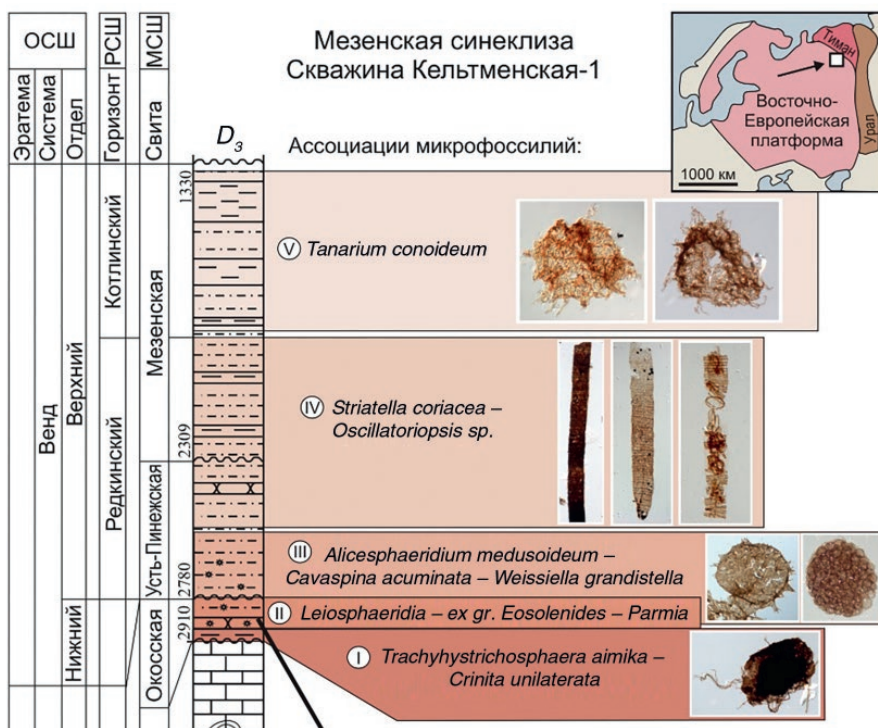 ОСШ
РСШ
МСШ
Эратема
Система
Отдел
Горизонт
Свита
Мезенская синеклиза
Скважина Кельтменская-1
D₃
Ассоциации микрофоссилий:
Тиман
Урал
Восточно-
Европейская
платформа
1000 км
Венд
Верхний
Нижний
Котлинский
Редкинский
Мезенская
Усть-Пинежская
Окосская
1330
2309
2780
2910
V Tanarium conoideum
IV Striatella coriacea –
Oscillatoriopsis sp.
III Alicesphaeridium medusoideum –
Cavaspina acuminata – Weissiella grandistella
II Leiosphaeridia – ex gr. Eosolenides – Parmia
I Trachyhystrichosphaera aimika –
Crinita unilaterata